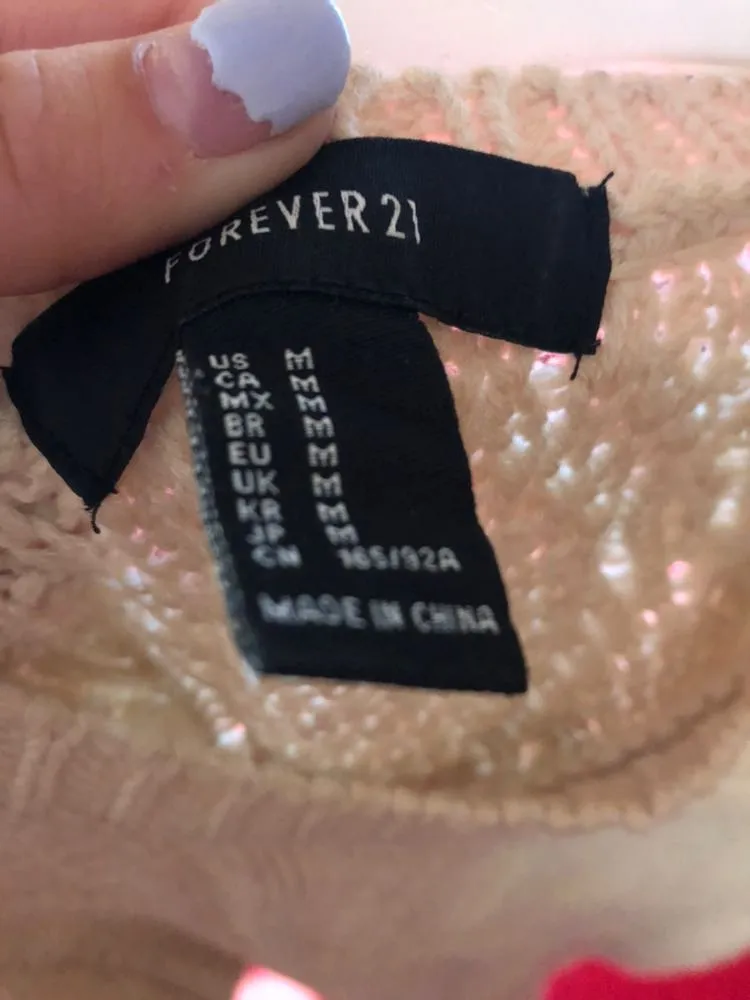 FOREVER 21
US M
CA M
MX M
BR M
EU M
UK M
KR M
JP M
CN 165/92A
MADE IN CHINA